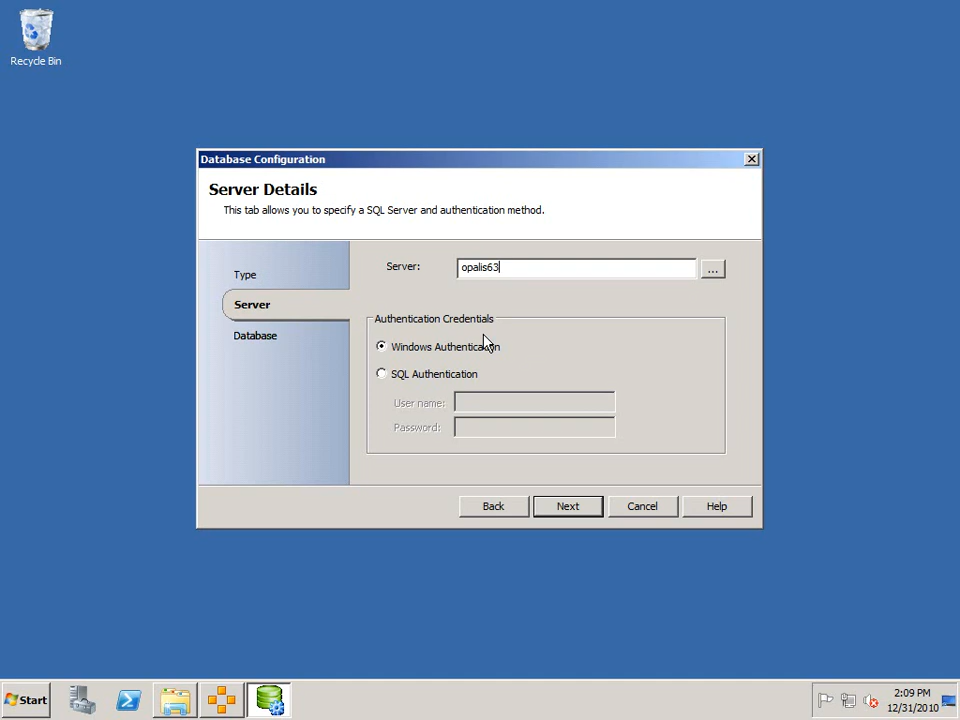 Recycle Bin
Database Configuration
Server Details
This tab allows you to specify a SQL Server and authentication method.
Type
Server
Database
Server:
opalis63
...
Authentication Credentials
Windows Authentication
SQL Authentication
User name:
Password:
Back
Next
Cancel
Help
Start
2:09 PM
12/31/2010